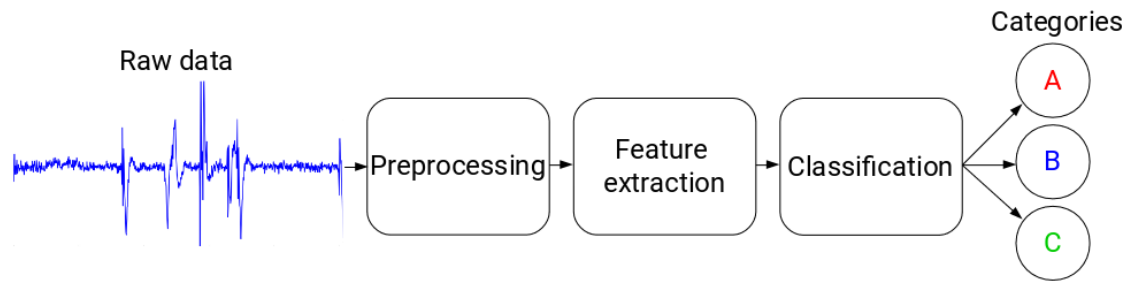 Categories
Raw data
A
Preprocessing
Feature
extraction
Classification
B
C